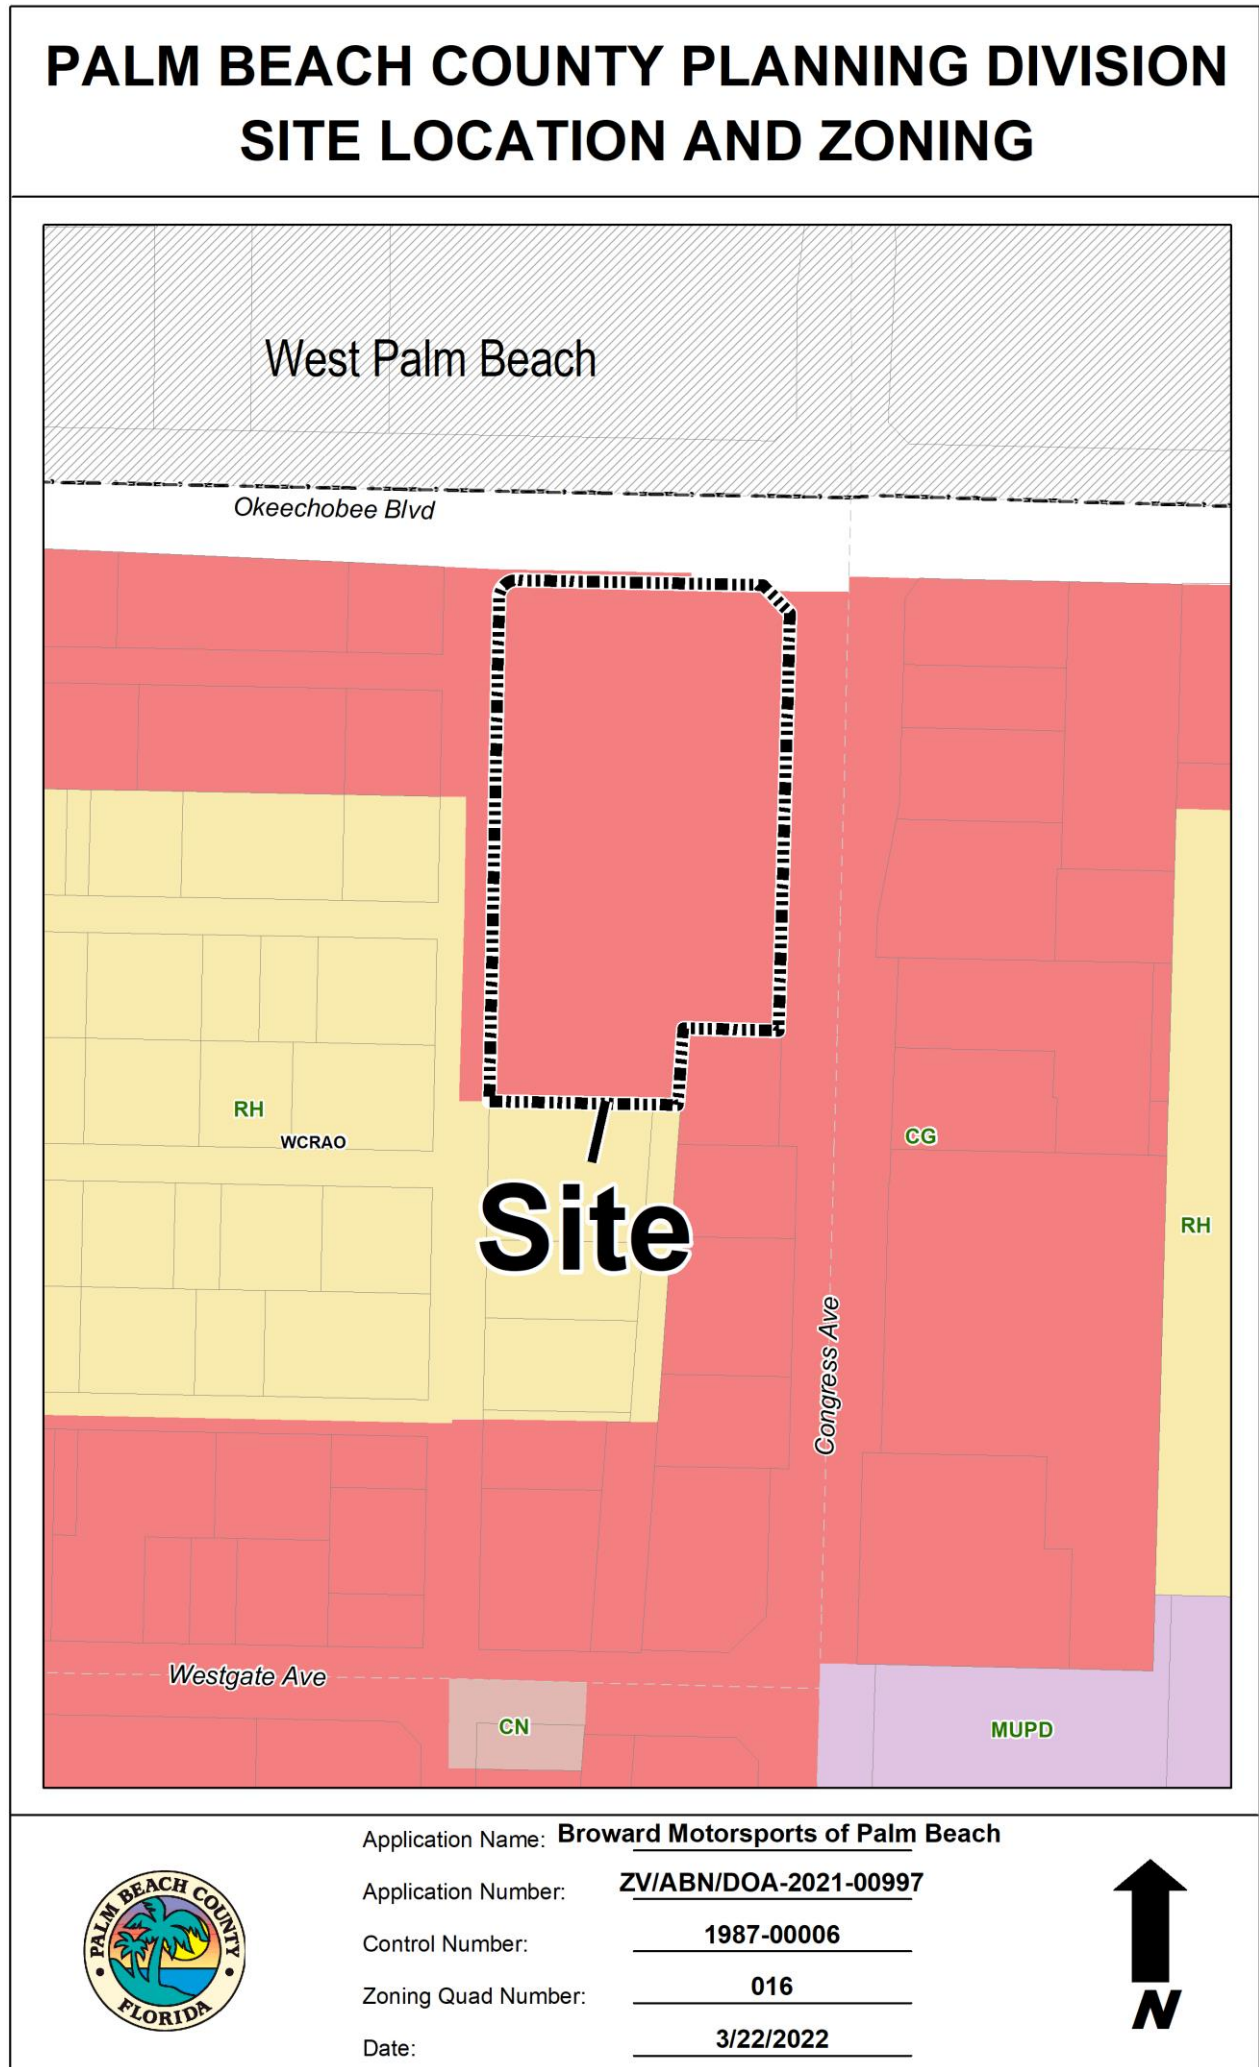 PALM BEACH COUNTY PLANNING DIVISION
SITE LOCATION AND ZONING
West Palm Beach
Okeechobee Blvd
RH
WCRAO
CG
Site
RH
Congress Ave
Westgate Ave
CN
MUPD
Application Name: Broward Motorsports of Palm Beach
Application Number: ZV/ABN/DOA-2021-00997
Control Number: 1987-00006
Zoning Quad Number: 016
Date: 3/22/2022
PALM BEACH COUNTY
FLORIDA
N